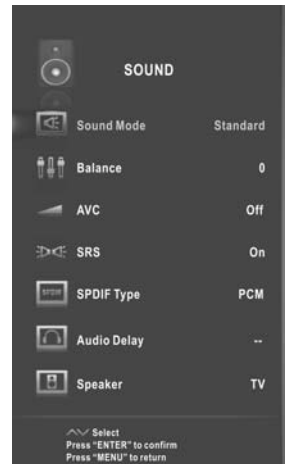 SOUND
Sound Mode Standard
Balance 0
AVC Off
SRS On
SPDIF
SPDIF Type PCM
Audio Delay --
Speaker TV
Select
Press “ENTER” to confirm
Press “MENU” to return